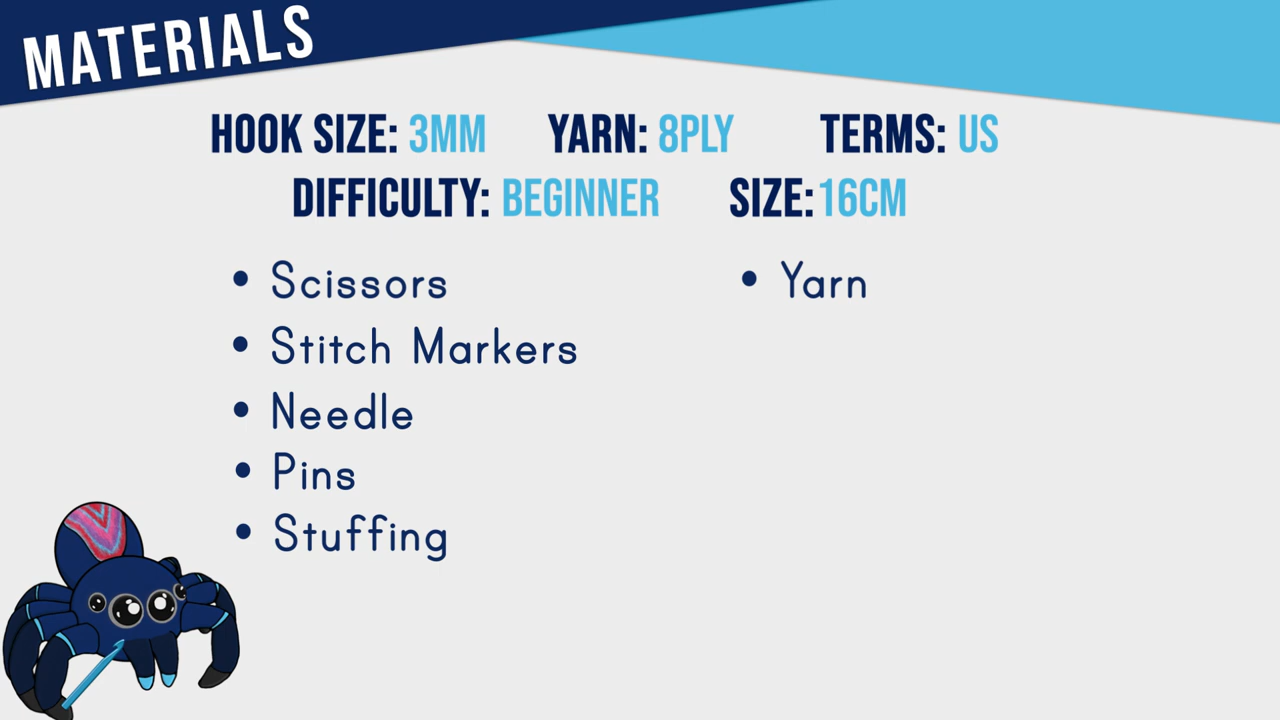 MATERIALS
HOOK SIZE: 3MM YARN: 8PLY TERMS: US
DIFFICULTY: BEGINNER SIZE: 16CM
• Scissors
• Stitch Markers
• Needle
• Pins
• Stuffing
• Yarn